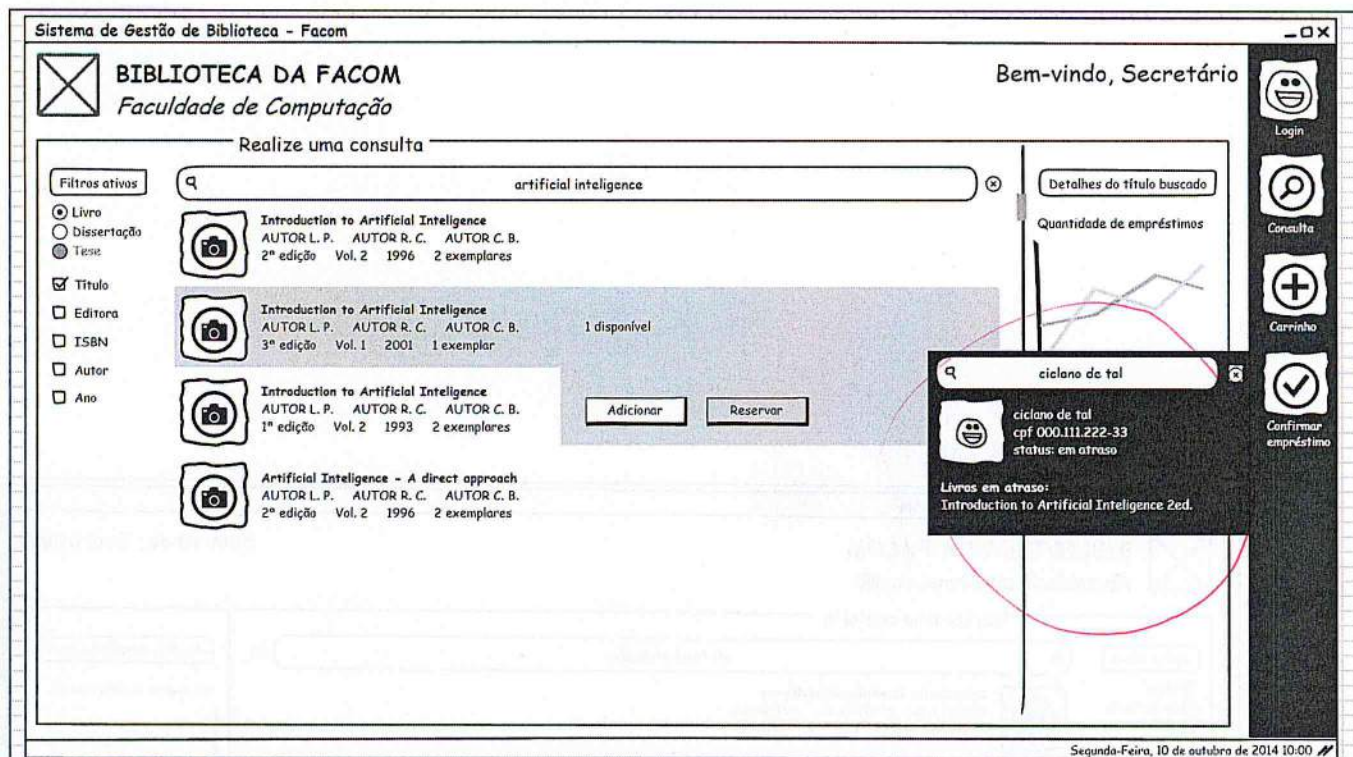 Sistema de Gestão de Biblioteca - Facom
BIBLIOTECA DA FACOM
Faculdade de Computação
Bem-vindo, Secretário
Realize uma consulta
Filtros ativos
Livro
Dissertação
Tese
Título
Editora
ISBN
Autor
Ano
artificial inteligence
Introduction to Artificial Inteligence
AUTOR L. P. AUTOR R. C. AUTOR C. B.
2ª edição Vol. 2 1996 2 exemplares
Introduction to Artificial Inteligence
AUTOR L. P. AUTOR R. C. AUTOR C. B.
3ª edição Vol. 1 2001 1 exemplar
1 disponível
Adicionar
Reservar
Introduction to Artificial Inteligence
AUTOR L. P. AUTOR R. C. AUTOR C. B.
1ª edição Vol. 2 1993 2 exemplares
Artificial Inteligence - A direct approach
AUTOR L. P. AUTOR R. C. AUTOR C. B.
2ª edição Vol. 2 1996 2 exemplares
Detalhes do título buscado
Quantidade de empréstimos
ciclano de tal
ciclano de tal
cpf 000.111.222-33
status: em atraso
Livros em atraso:
Introduction to Artificial Inteligence 2ed.
Login
Consulta
Carrinho
Confirmar
empréstimo
Segunda-Feira, 10 de outubro de 2014 10:00